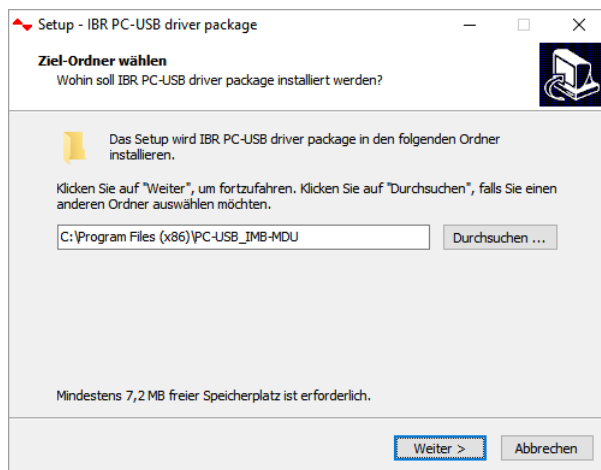 Setup - IBR PC-USB driver package
Ziel-Ordner wählen
Wohin soll IBR PC-USB driver package installiert werden?
Das Setup wird IBR PC-USB driver package in den folgenden Ordner
installieren.
Klicken Sie auf "Weiter", um fortzufahren. Klicken Sie auf "Durchsuchen", falls Sie einen
anderen Ordner auswählen möchten.
C:\Program Files (x86)\PC-USB_IMB-MDU
Durchsuchen ...
Mindestens 7,2 MB freier Speicherplatz ist erforderlich.
Weiter >
Abbrechen